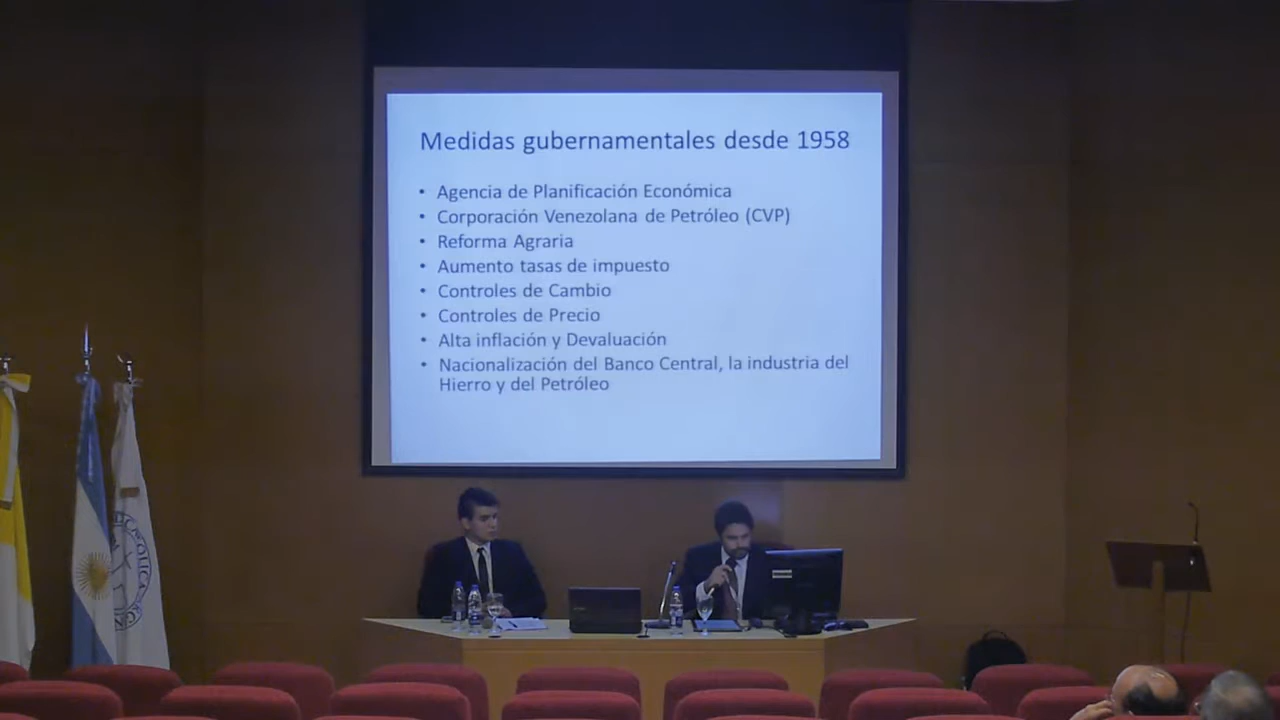 Medidas gubernamentales desde 1958
• Agencia de Planificación Económica
• Corporación Venezolana de Petróleo (CVP)
• Reforma Agraria
• Aumento tasas de impuesto
• Controles de Cambio
• Controles de Precio
• Alta inflación y Devaluación
• Nacionalización del Banco Central, la industria del
Hierro y del Petróleo